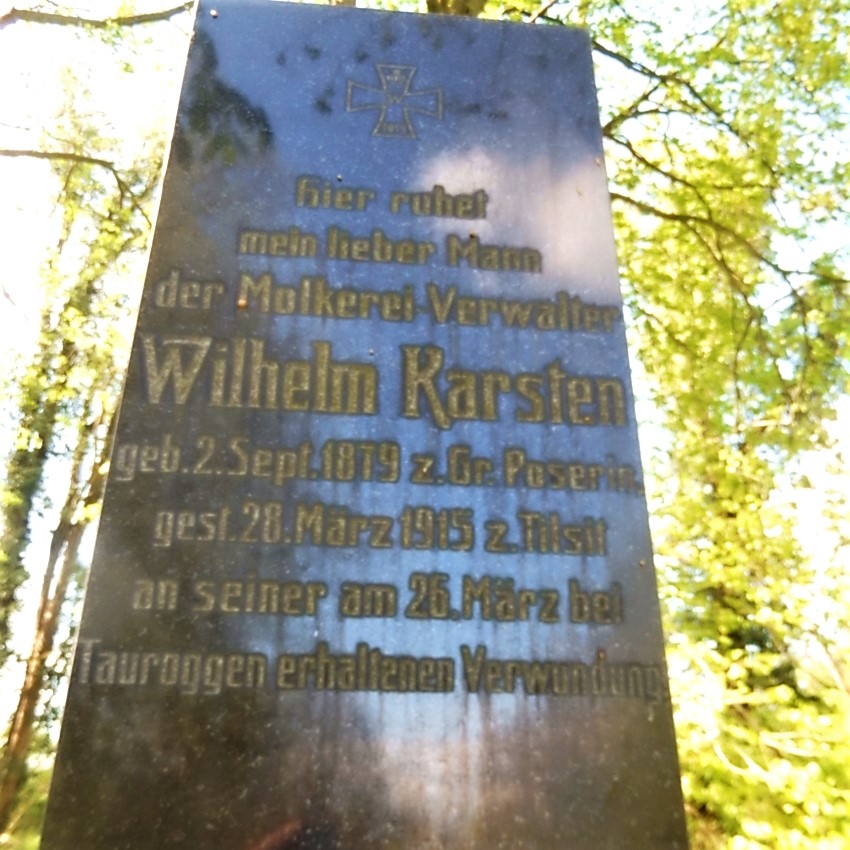 Hier ruhet
mein lieber Mann
der Molkerei-Verwalter
Wilhelm Karsten
geb. 2. Sept. 1879 z. Gr. Poserin,
gest. 28. März 1915 z. Tilsit
an seiner am 26. März bei
Tauroggen erhaltenen Verwundung.